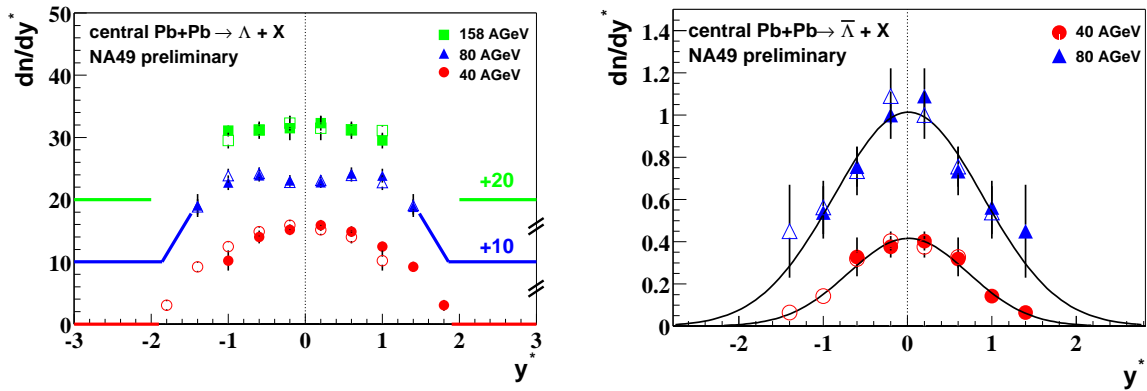 dn/dy*
central Pb+Pb → Λ + X
NA49 preliminary
158 AGeV
80 AGeV
40 AGeV
50
40
30
20
10
0
+20
+10
-3 -2 -1 0 1 2 3
y*
dn/dy*
central Pb+Pb→ Λ̅ + X
NA49 preliminary
40 AGeV
80 AGeV
1.4
1.2
1
0.8
0.6
0.4
0.2
0
-2 -1 0 1 2
y*